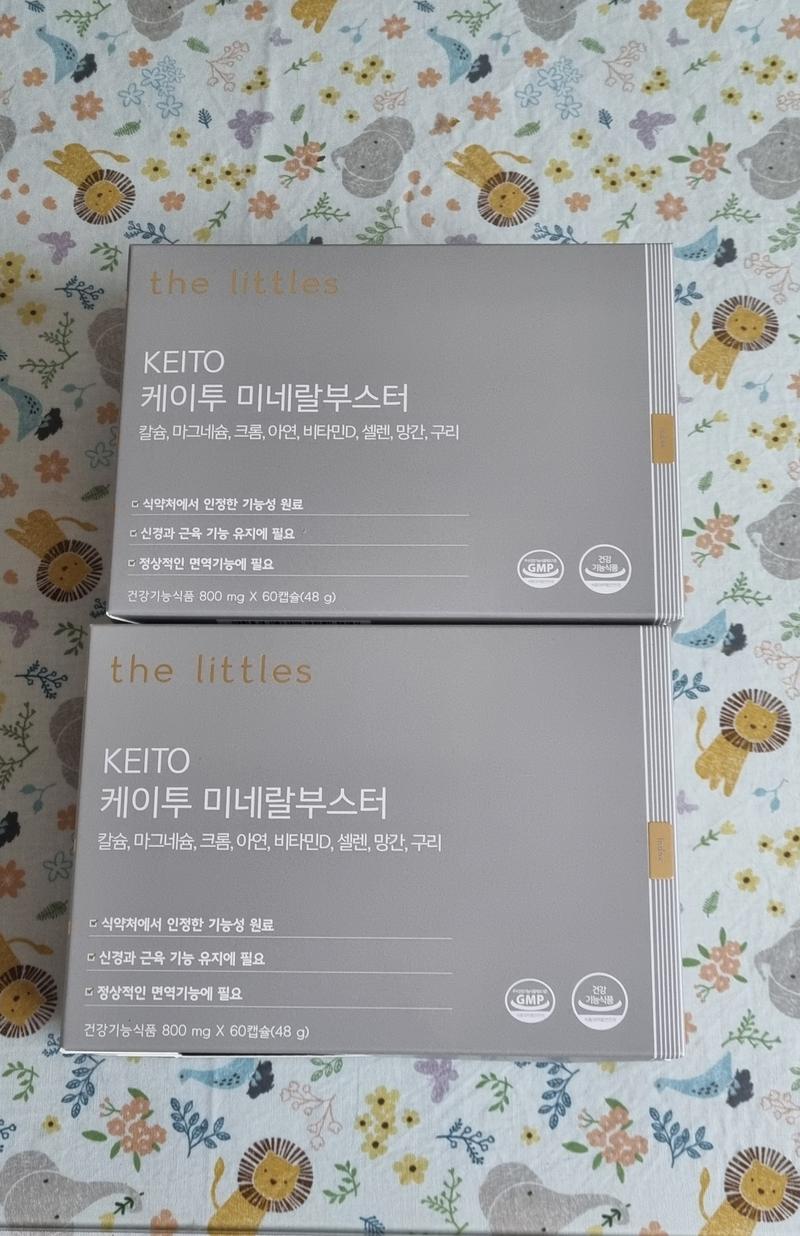 the littles
KEITO
케이투 미네랄부스터
칼슘, 마그네슘, 크롬, 아연, 비타민D, 셀렌, 망간, 구리
식약처에서 인정한 기능성 원료
신경과 근육 기능 유지에 필요
정상적인 면역기능에 필요
건강기능식품 800 mg X 60캡슐(48 g)
GMP
건강
기능식품
the littles
KEITO
케이투 미네랄부스터
칼슘, 마그네슘, 크롬, 아연, 비타민D, 셀렌, 망간, 구리
식약처에서 인정한 기능성 원료
신경과 근육 기능 유지에 필요
정상적인 면역기능에 필요
건강기능식품 800 mg X 60캡슐(48 g)
GMP
건강
기능식품